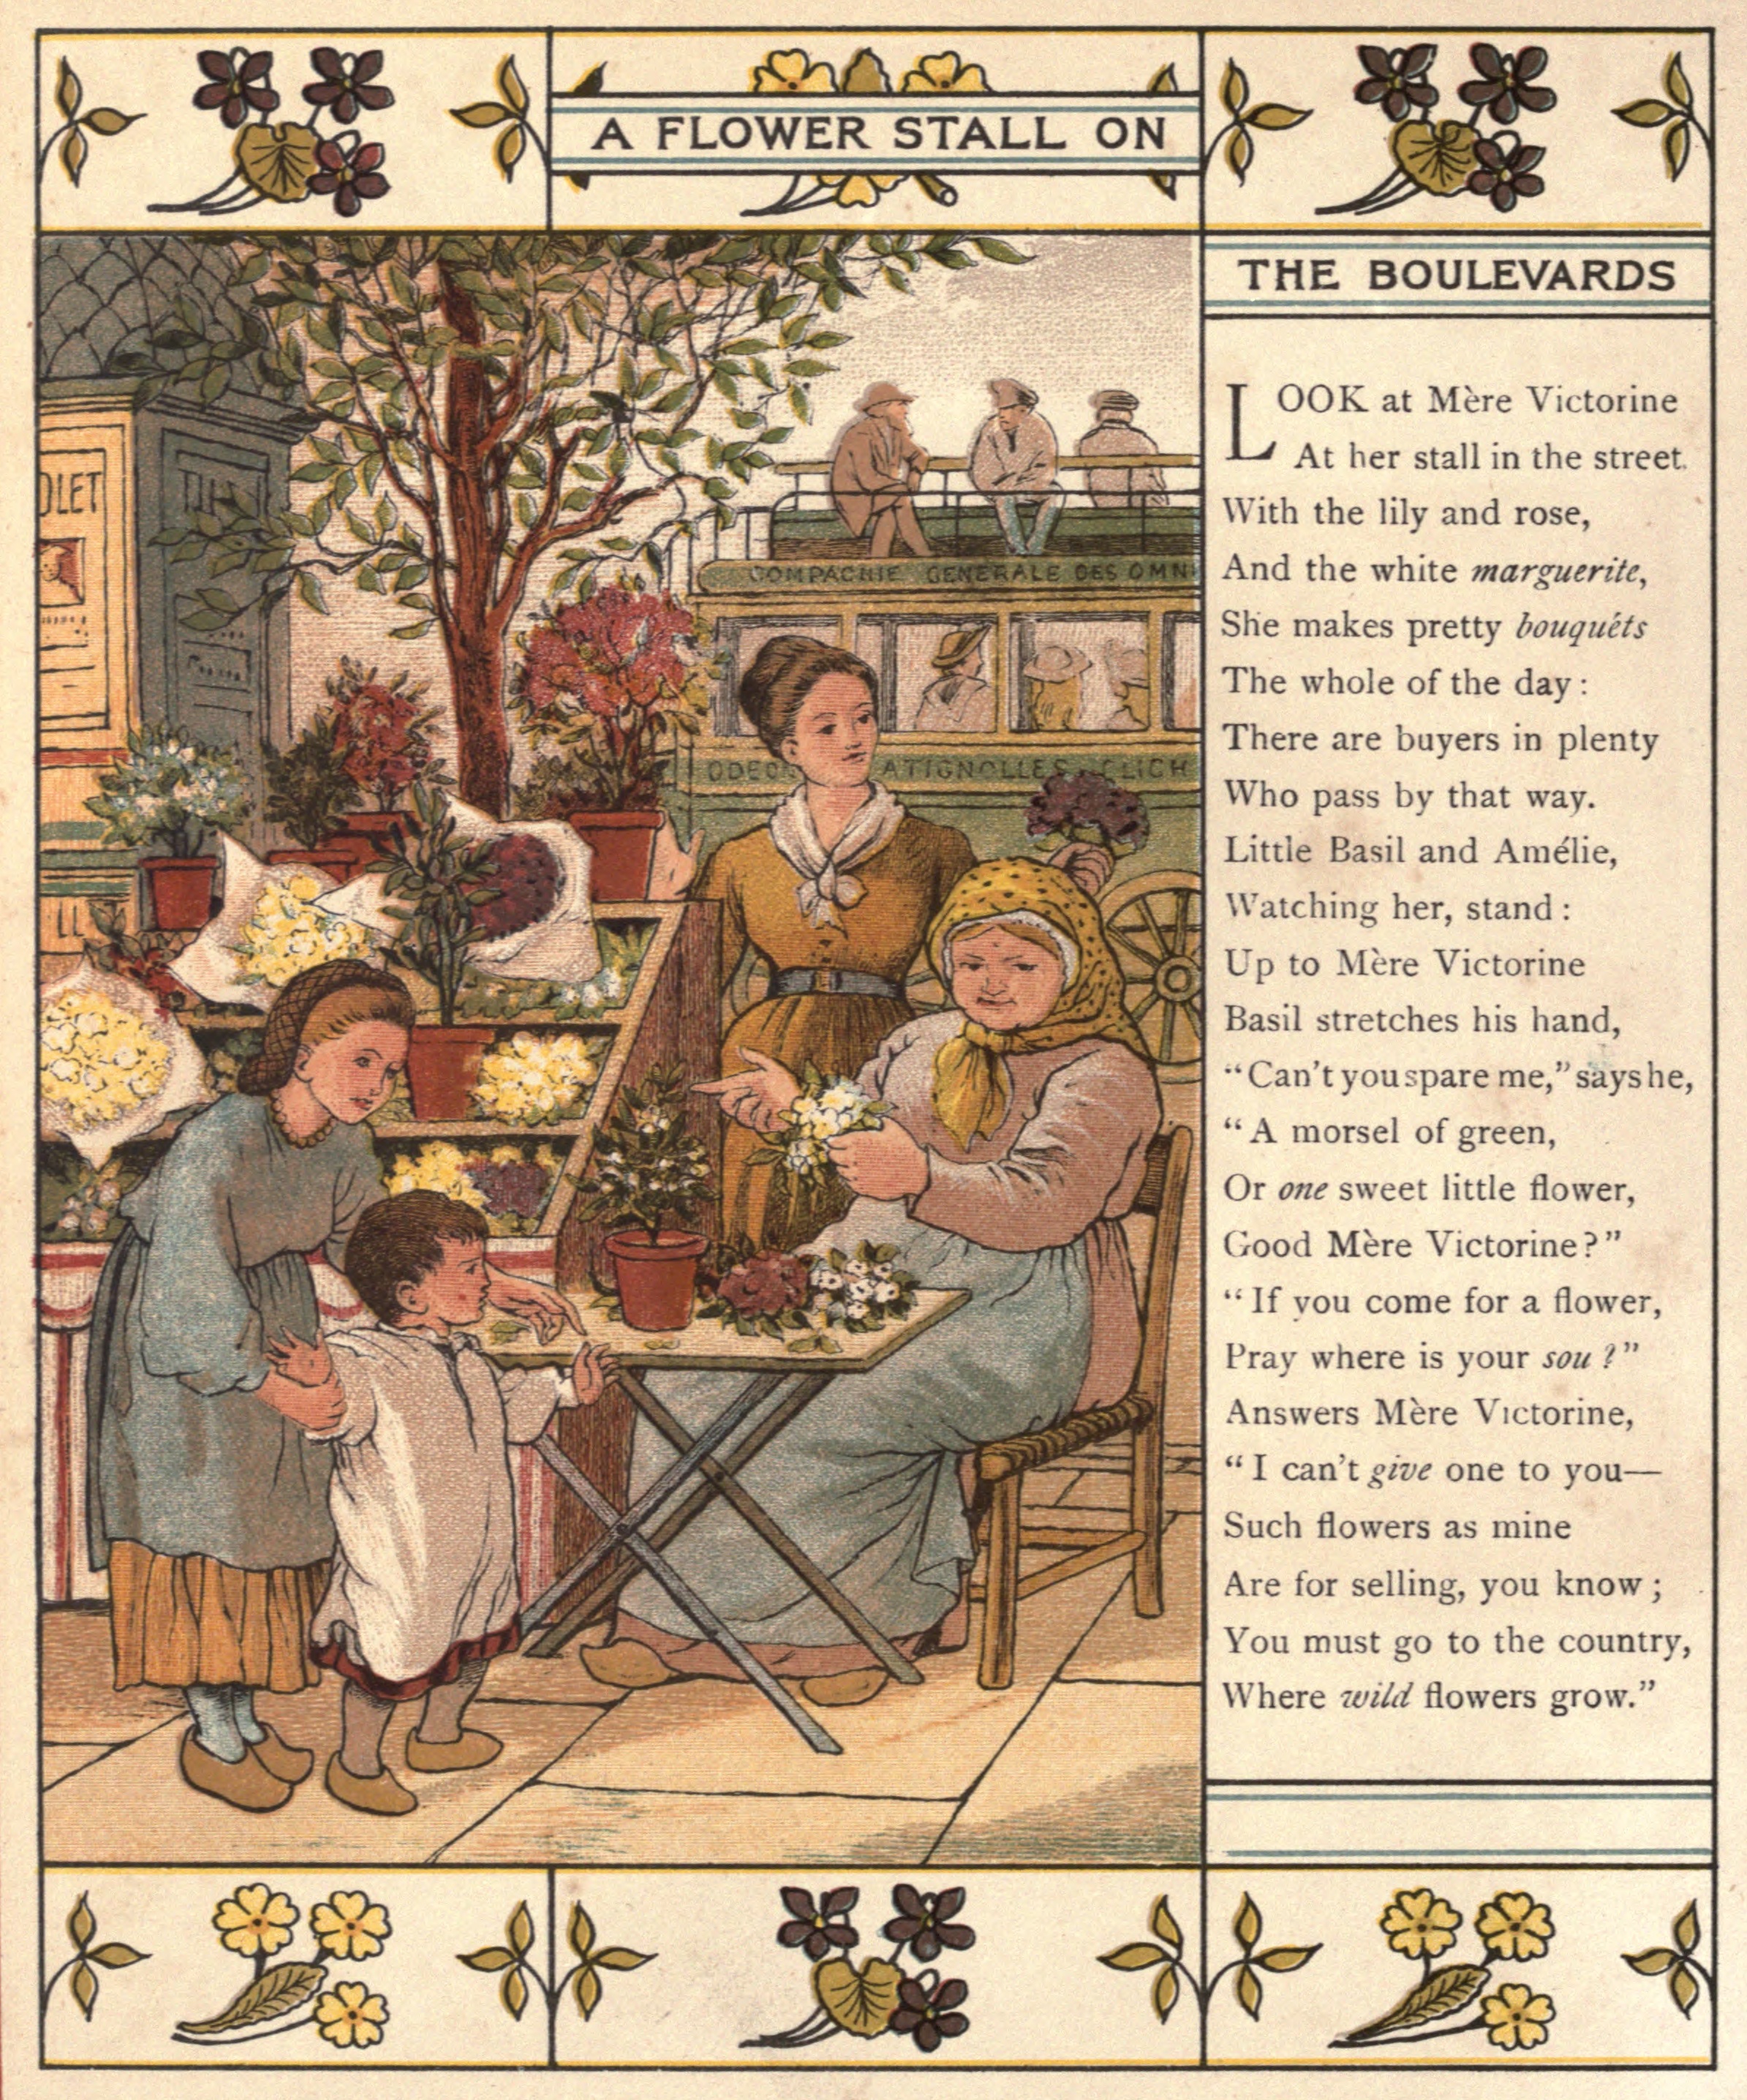 A FLOWER STALL ON
THE BOULEVARDS
LOOK at Mère Victorine
At her stall in the street.
With the lily and rose,
And the white marguerite,
She makes pretty bouquéts
The whole of the day:
There are buyers in plenty
Who pass by that way.
Little Basil and Amélie,
Watching her, stand:
Up to Mère Victorine
Basil stretches his hand,
“Can't you spare me,” says he,
“A morsel of green,
Or one sweet little flower,
Good Mère Victorine?”
“If you come for a flower,
Pray where is your sou?”
Answers Mère Victorine,
“I can't give one to you—
Such flowers as mine
Are for selling, you know;
You must go to the country,
Where wild flowers grow.”
OLET
COMPAGNIE GENERALE DES OMNI
ODEON ATIGNOLLES CLICH